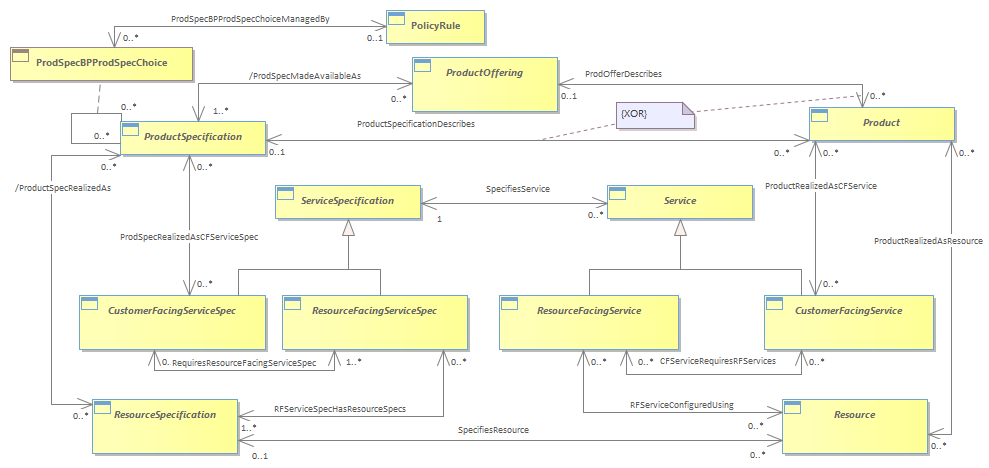 ProdSpecBPProdSpecChoiceManagedBy
PolicyRule
0..*
0..1
ProdSpecBPProdSpecChoice
ProductOffering
/ProdSpecMadeAvailableAs
ProdOfferDescribes
0..*
0..1
0..*
0..*
1..*
{XOR}
ProductSpecification
0..*
ProductSpecificationDescribes
Product
0..1
0..*
0..*
0..*
0..*
0..*
/ProductSpecRealizedAs
ServiceSpecification
SpecifiesService
Service
ProductRealizedAsCFService
1
0..*
ProdSpecRealizedAsCFServiceSpec
ProductRealizedAsResource
0..*
0..*
CustomerFacingServiceSpec
ResourceFacingServiceSpec
ResourceFacingService
CustomerFacingService
0..
RequiresResourceFacingServiceSpec
1..*
0..*
0..*
0..*
CFServiceRequiresRFServices
0..*
ResourceSpecification
RFServiceSpecHasResourceSpecs
RFServiceConfiguredUsing
Resource
0..*
1..*
0..*
SpecifiesResource
0..1
0..*
0..*